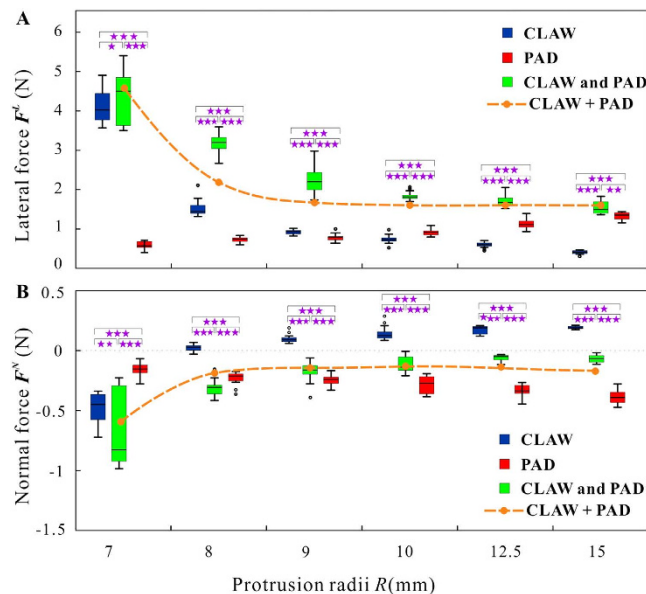 A
6
5
4
3
2
1
0
Lateral force F^L (N)
CLAW
PAD
CLAW and PAD
CLAW + PAD
★★★
★ ★★★
★★★
★★★ ★★★
★★★
★★★ ★★★
★★★
★★★ ★★★
★★★
★★★ ★★★
★★★
★★★ ★★
B
0.5
0
-0.5
-1
-1.5
Normal force F^N (N)
★★★
★★ ★★★
★★★
★★★ ★★★
★★★
★★★ ★★★
★★★
★★★ ★★★
★★★
★★★ ★★★
★★★
★★★ ★★★
CLAW
PAD
CLAW and PAD
CLAW + PAD
7 8 9 10 12.5 15
Protrusion radii R(mm)